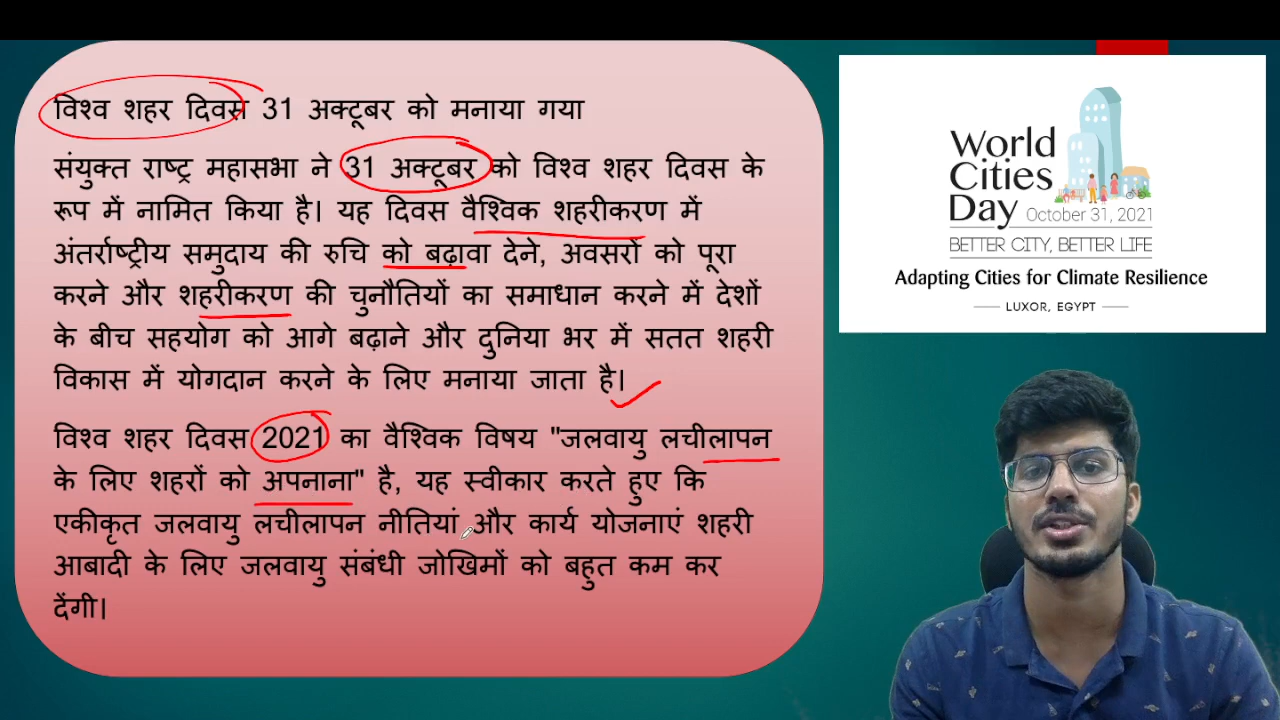 विश्व शहर दिवस 31 अक्टूबर को मनाया गया
संयुक्त राष्ट्र महासभा ने 31 अक्टूबर को विश्व शहर दिवस के
रूप में नामित किया है। यह दिवस वैश्विक शहरीकरण में
अंतर्राष्ट्रीय समुदाय की रुचि को बढ़ावा देने, अवसरों को पूरा
करने और शहरीकरण की चुनौतियों का समाधान करने में देशों
के बीच सहयोग को आगे बढ़ाने और दुनिया भर में सतत शहरी
विकास में योगदान करने के लिए मनाया जाता है।
विश्व शहर दिवस 2021 का वैश्विक विषय "जलवायु लचीलापन
के लिए शहरों को अपनाना" है, यह स्वीकार करते हुए कि
एकीकृत जलवायु लचीलापन नीतियां और कार्य योजनाएं शहरी
आबादी के लिए जलवायु संबंधी जोखिमों को बहुत कम कर
देंगी।
World
Cities
Day October 31, 2021
BETTER CITY, BETTER LIFE
Adapting Cities for Climate Resilience
LUXOR, EGYPT